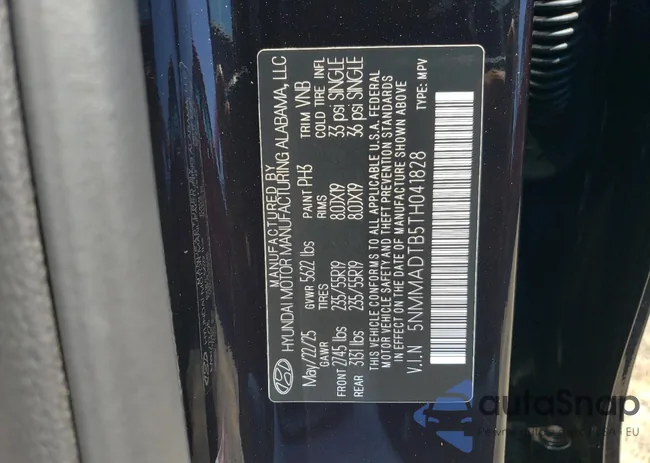 MANUFACTURED BY
HYUNDAI MOTOR MANUFACTURING ALABAMA, LLC
May/22/25 GVWR 5622 lbs PAINT PH3 TRIM VNB
GAWR TIRES RIMS COLD TIRE INFL
FRONT 2745 lbs 235/55R19 8.0JX19 33 psi SINGLE
REAR 3131 lbs 235/55R19 8.0JX19 36 psi SINGLE
THIS VEHICLE CONFORMS TO ALL APPLICABLE U.S.A. FEDERAL
MOTOR VEHICLE SAFETY AND THEFT PREVENTION STANDARDS
IN EFFECT ON THE DATE OF MANUFACTURE SHOWN ABOVE
V.I.N 5NMMADTB5TH041828
TYPE: MPV
autoSnap
EU